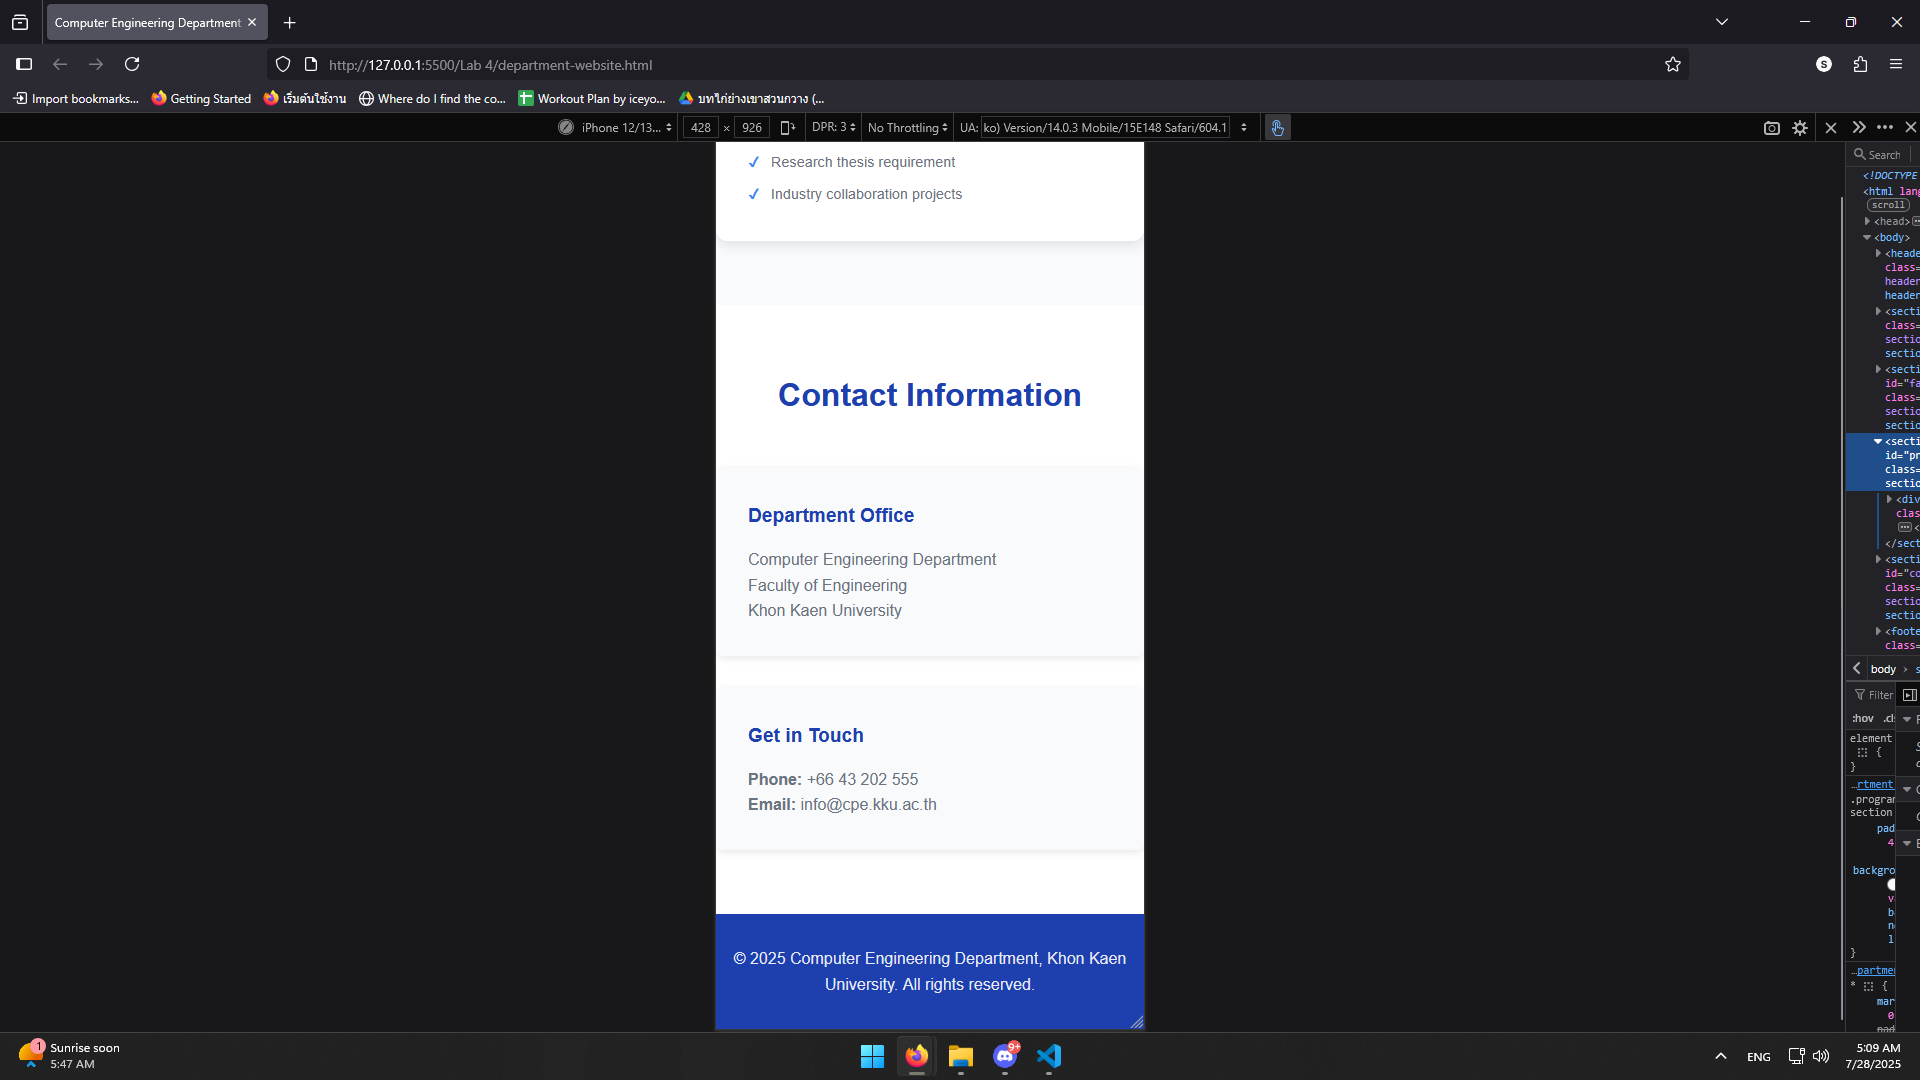 Computer Engineering Department
http://127.0.0.1:5500/Lab 4/department-website.html
S
Import bookmarks...
Getting Started
เริ่มต้นใช้งาน
Where do I find the co...
Workout Plan by iceyo...
บทไก่ย่างเขาสวนกวาง (...
iPhone 12/13... 428 × 926 DPR: 3 No Throttling UA: ko) Version/14.0.3 Mobile/15E148 Safari/604.1
Research thesis requirement
Industry collaboration projects
Contact Information
Department Office
Computer Engineering Department
Faculty of Engineering
Khon Kaen University
Get in Touch
Phone: +66 43 202 555
Email: info@cpe.kku.ac.th
© 2025 Computer Engineering Department, Khon Kaen
University. All rights reserved.
Search
<!DOCTYPE
<html lang
scroll
<head>
<body>
<heade
class=
header
header
<secti
class=
sectio
sectio
<secti
id="fa
class=
sectio
sectio
<secti
id="pr
class=
sectio
<div
clas
<
</sect
<secti
id="co
class=
sectio
sectio
<foote
class=
body > s
Filter
:hov .cl
element
{
}
…rtment
.program
section
pad
4
backgro
v
b
n
l
}
…partme
* {
mar
0
pad
1
Sunrise soon
5:47 AM
9+
ENG
5:09 AM
7/28/2025